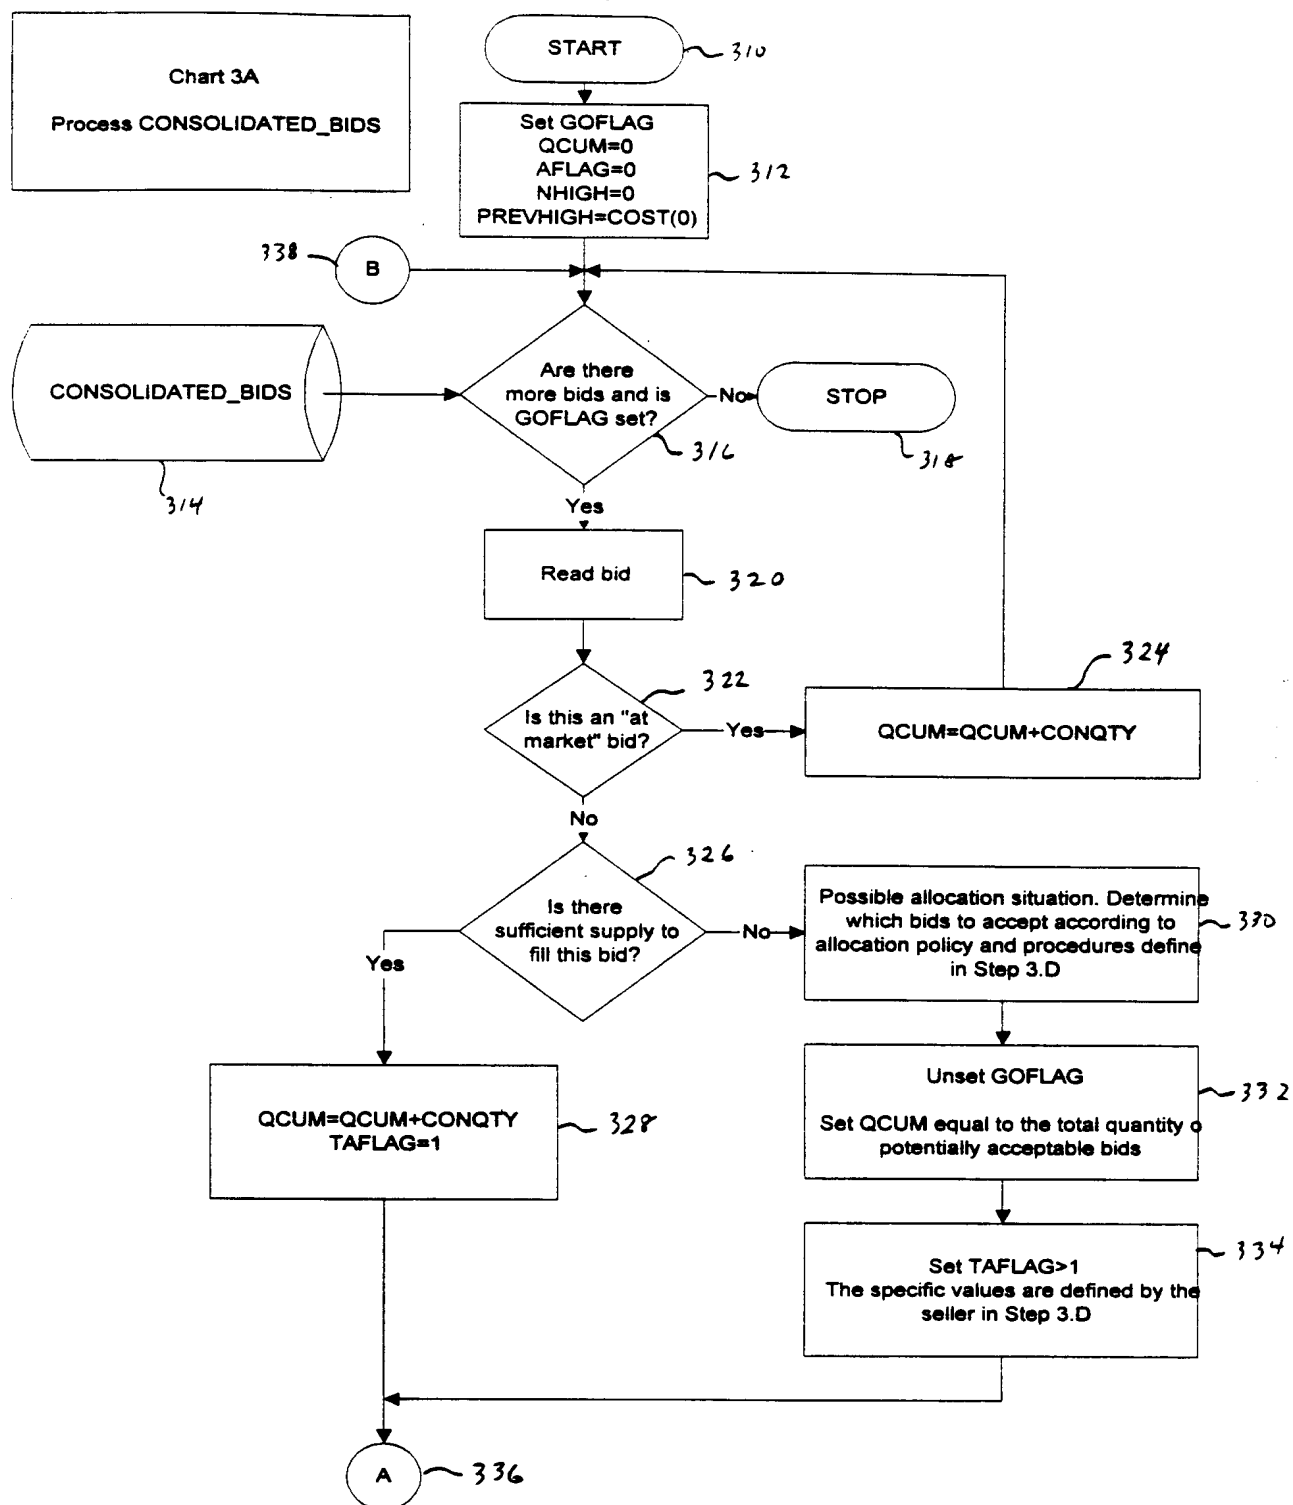 Chart 3A
Process CONSOLIDATED_BIDS
START
310
Set GOFLAG
QCUM=0
AFLAG=0
NHIGH=0
PREVHIGH=COST(0)
312
338
B
CONSOLIDATED_BIDS
314
Are there
more bids and is
GOFLAG set?
316
No
STOP
318
Yes
Read bid
320
322
Is this an "at
market" bid?
Yes
324
QCUM=QCUM+CONQTY
No
326
Is there
sufficient supply to
fill this bid?
No
Possible allocation situation. Determine
which bids to accept according to
allocation policy and procedures define
in Step 3.D
330
Yes
Unset GOFLAG
Set QCUM equal to the total quantity o
potentially acceptable bids
332
QCUM=QCUM+CONQTY
TAFLAG=1
328
Set TAFLAG>1
The specific values are defined by the
seller in Step 3.D
334
A
336